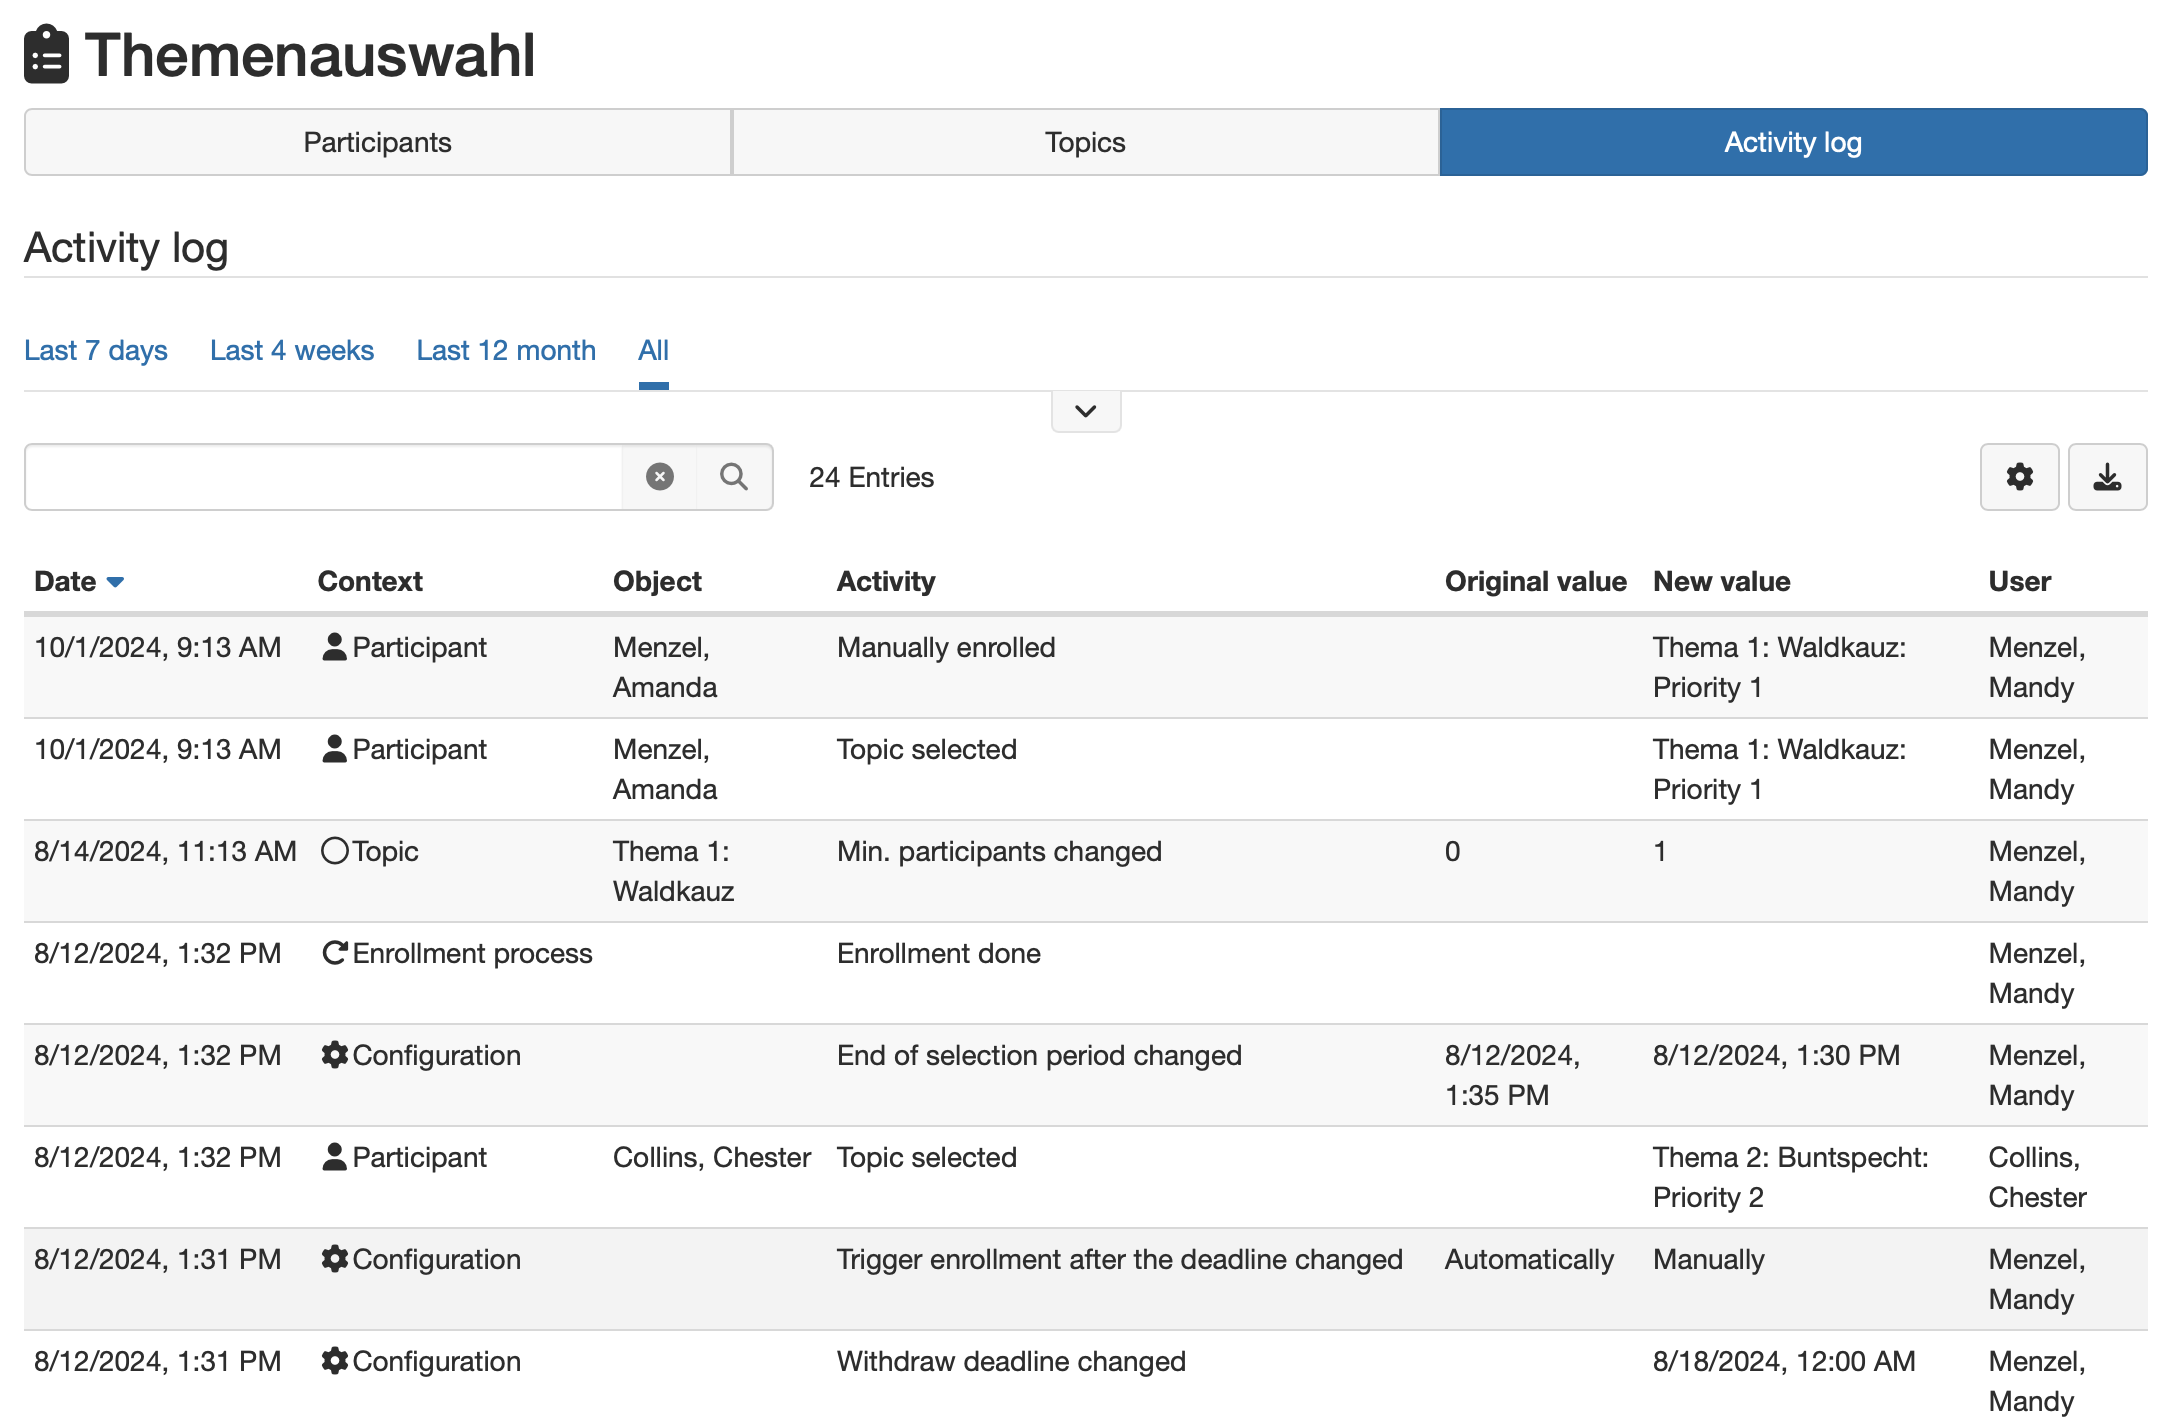 Themenauswahl
Participants Topics Activity log
Activity log
Last 7 days Last 4 weeks Last 12 month All
24 Entries
Date Context Object Activity Original value New value User
10/1/2024, 9:13 AM Participant Menzel, Manually enrolled Thema 1: Waldkauz: Menzel,
Amanda Priority 1 Mandy
10/1/2024, 9:13 AM Participant Menzel, Topic selected Thema 1: Waldkauz: Menzel,
Amanda Priority 1 Mandy
8/14/2024, 11:13 AM Topic Thema 1: Min. participants changed 0 1 Menzel,
Waldkauz Mandy
8/12/2024, 1:32 PM Enrollment process Enrollment done Menzel,
Mandy
8/12/2024, 1:32 PM Configuration End of selection period changed 8/12/2024, 8/12/2024, 1:30 PM Menzel,
1:35 PM Mandy
8/12/2024, 1:32 PM Participant Collins, Chester Topic selected Thema 2: Buntspecht: Collins,
Priority 2 Chester
8/12/2024, 1:31 PM Configuration Trigger enrollment after the deadline changed Automatically Manually Menzel,
Mandy
8/12/2024, 1:31 PM Configuration Withdraw deadline changed 8/18/2024, 12:00 AM Menzel,
Mandy